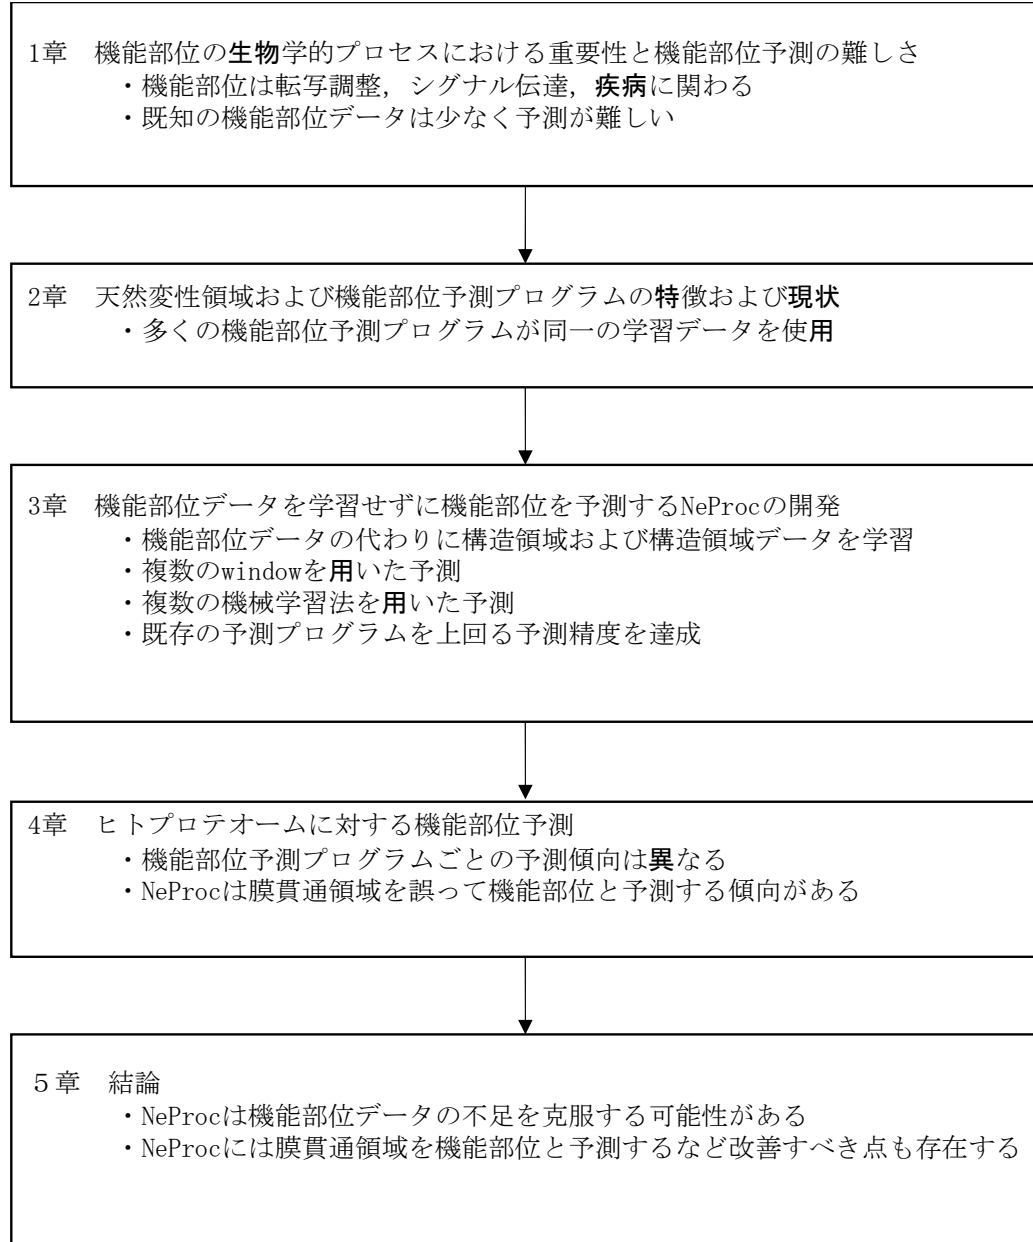 1章　機能部位の生物学的プロセスにおける重要性と機能部位予測の難しさ
・機能部位は転写調整，シグナル伝達，疾病に関わる
・既知の機能部位データは少なく予測が難しい
2章　天然変性領域および機能部位予測プログラムの特徴および現状
・多くの機能部位予測プログラムが同一の学習データを使用
3章　機能部位データを学習せずに機能部位を予測するNeProcの開発
・機能部位データの代わりに構造領域および構造領域データを学習
・複数のwindowを用いた予測
・複数の機械学習法を用いた予測
・既存の予測プログラムを上回る予測精度を達成
4章　ヒトプロテオームに対する機能部位予測
・機能部位予測プログラムごとの予測傾向は異なる
・NeProcは膜貫通領域を誤って機能部位と予測する傾向がある
５章　結論
・NeProcは機能部位データの不足を克服する可能性がある
・NeProcには膜貫通領域を機能部位と予測するなど改善すべき点も存在する